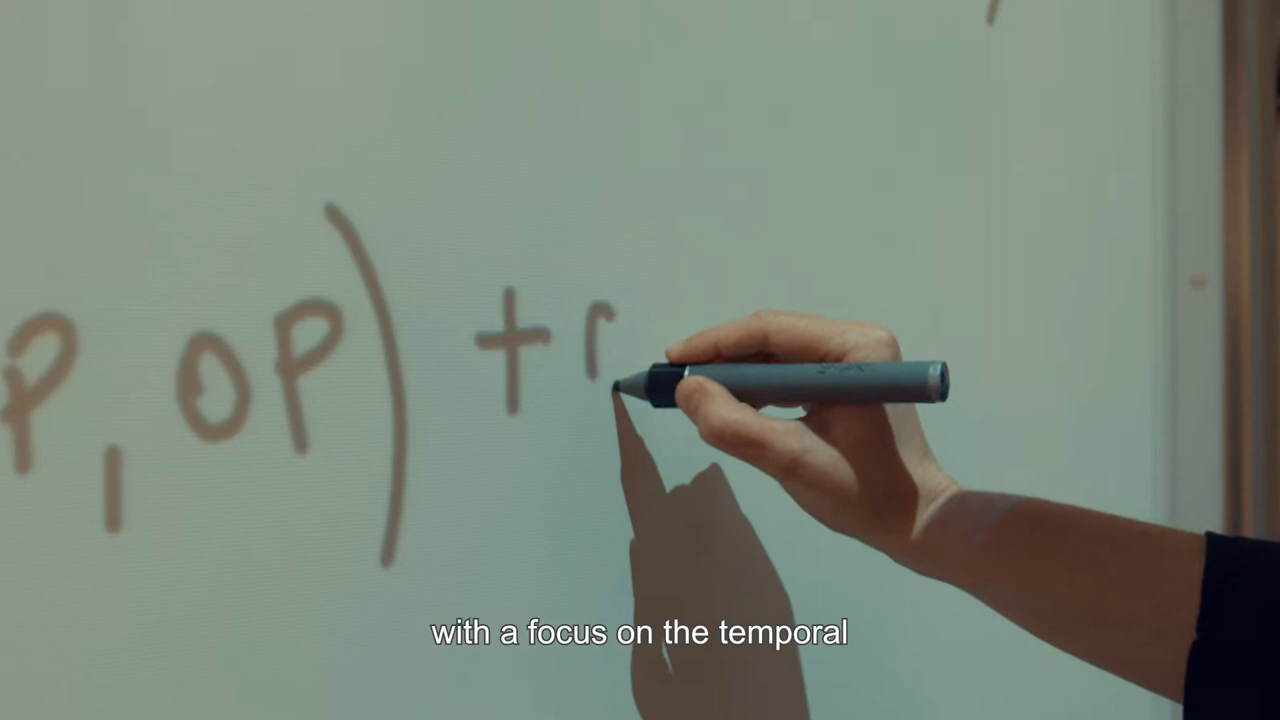 P, OP) + r
with a focus on the temporal